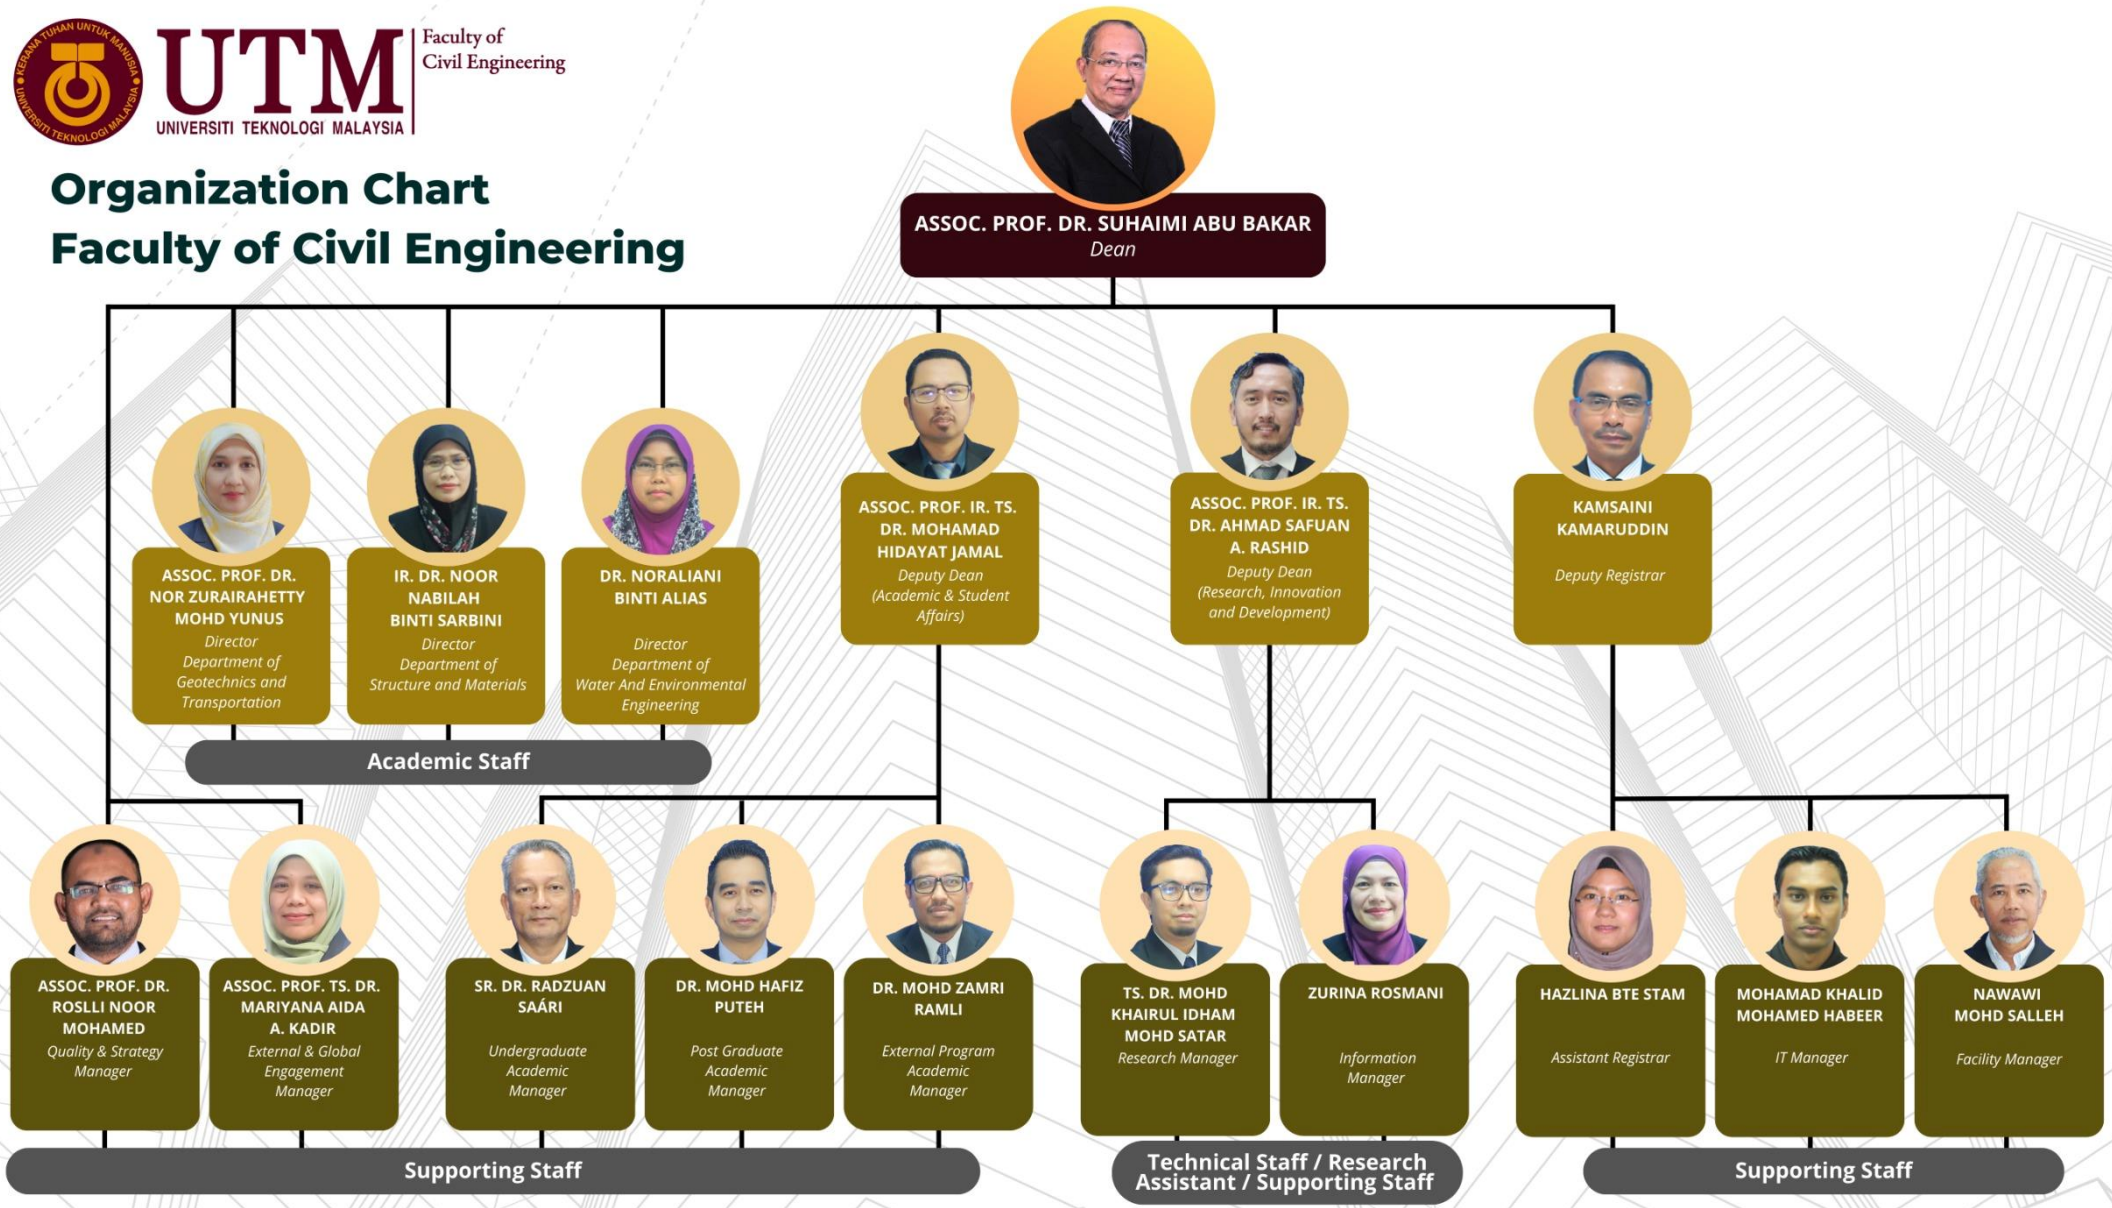 KERANA TUHAN UNTUK MANUSIA
UNIVERSITI TEKNOLOGI MALAYSIA
UTM
UNIVERSITI TEKNOLOGI MALAYSIA
Faculty of
Civil Engineering
Organization Chart
Faculty of Civil Engineering
ASSOC. PROF. DR. SUHAIMI ABU BAKAR
Dean
ASSOC. PROF. DR.
NOR ZURAIRAHETTY
MOHD YUNUS
Director
Department of
Geotechnics and
Transportation
IR. DR. NOOR
NABILAH
BINTI SARBINI
Director
Department of
Structure and Materials
DR. NORALIANI
BINTI ALIAS
Director
Department of
Water And Environmental
Engineering
ASSOC. PROF. IR. TS.
DR. MOHAMAD
HIDAYAT JAMAL
Deputy Dean
(Academic & Student
Affairs)
ASSOC. PROF. IR. TS.
DR. AHMAD SAFUAN
A. RASHID
Deputy Dean
(Research, Innovation
and Development)
KAMSAINI
KAMARUDDIN
Deputy Registrar
Academic Staff
ASSOC. PROF. DR.
ROSLLI NOOR
MOHAMED
Quality & Strategy
Manager
ASSOC. PROF. TS. DR.
MARIYANA AIDA
A. KADIR
External & Global
Engagement
Manager
SR. DR. RADZUAN
SAÁRI
Undergraduate
Academic
Manager
DR. MOHD HAFIZ
PUTEH
Post Graduate
Academic
Manager
DR. MOHD ZAMRI
RAMLI
External Program
Academic
Manager
TS. DR. MOHD
KHAIRUL IDHAM
MOHD SATAR
Research Manager
ZURINA ROSMANI
Information
Manager
HAZLINA BTE STAM
Assistant Registrar
MOHAMAD KHALID
MOHAMED HABEER
IT Manager
NAWAWI
MOHD SALLEH
Facility Manager
Supporting Staff
Technical Staff / Research
Assistant / Supporting Staff
Supporting Staff